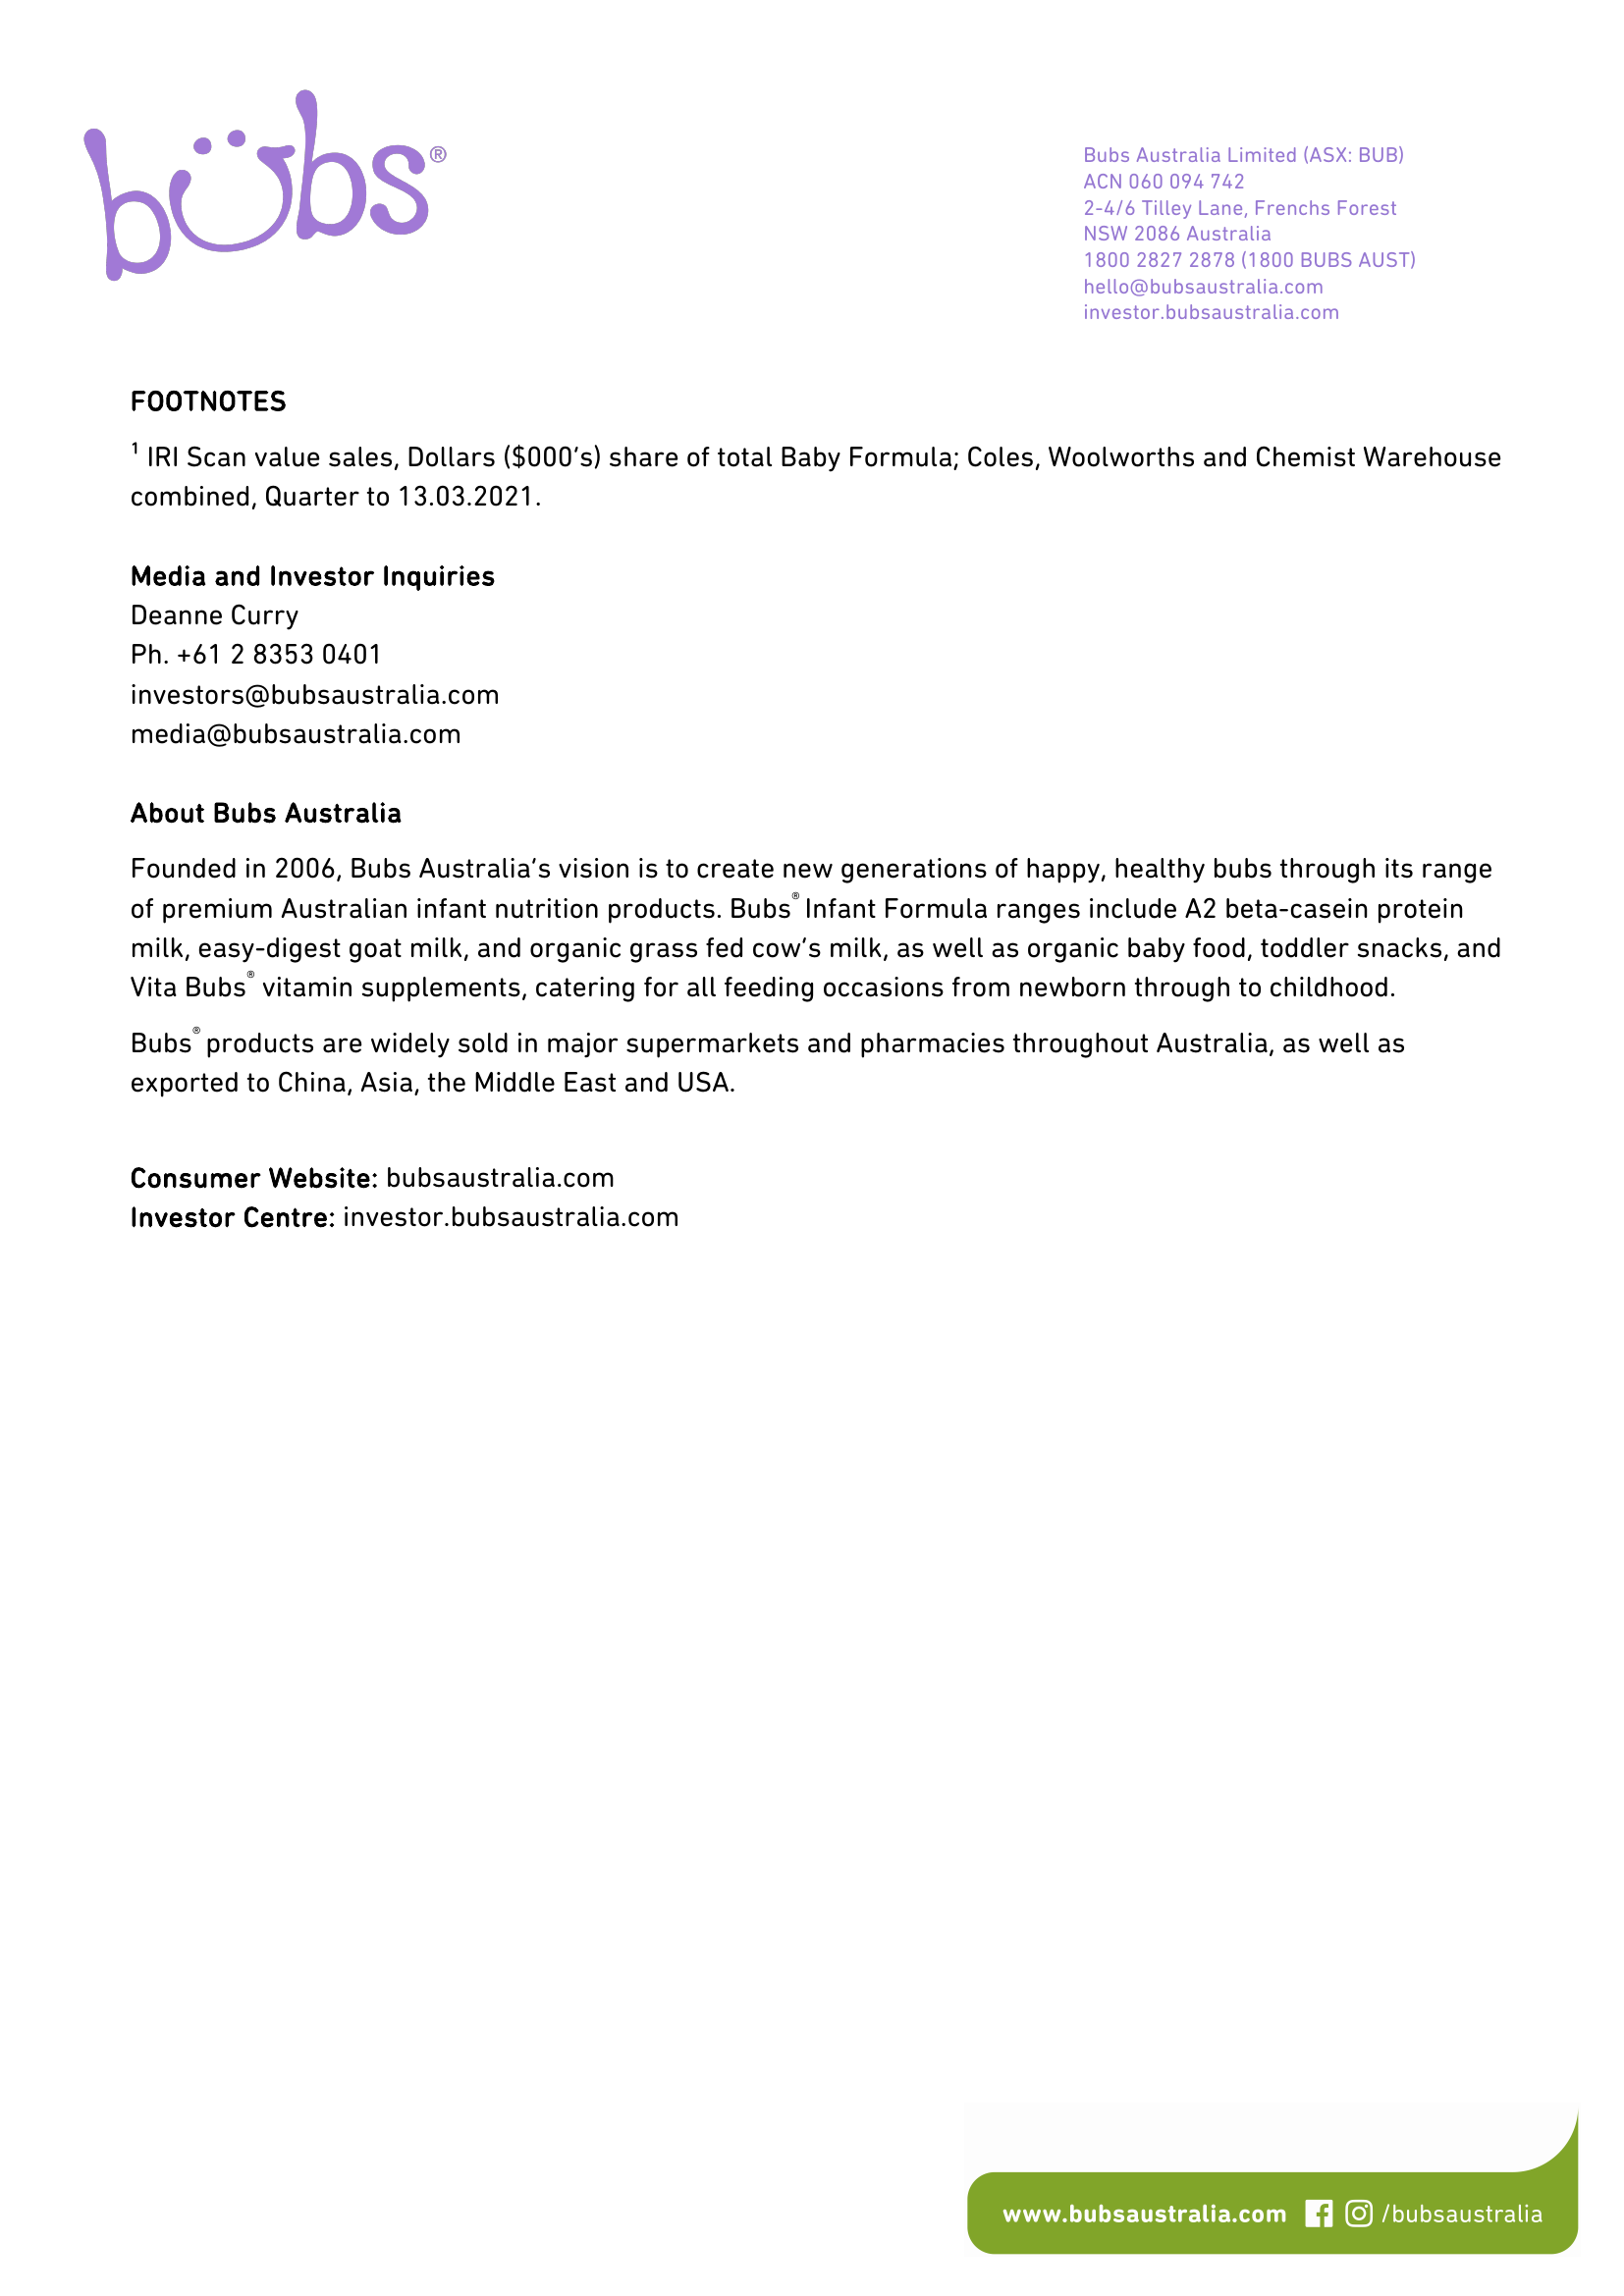 bubs®
Bubs Australia Limited (ASX: BUB)
ACN 060 094 742
2-4/6 Tilley Lane, Frenchs Forest
NSW 2086 Australia
1800 2827 2878 (1800 BUBS AUST)
hello@bubsaustralia.com
investor.bubsaustralia.com
FOOTNOTES
¹ IRI Scan value sales, Dollars ($000’s) share of total Baby Formula; Coles, Woolworths and Chemist Warehouse
combined, Quarter to 13.03.2021.
Media and Investor Inquiries
Deanne Curry
Ph. +61 2 8353 0401
investors@bubsaustralia.com
media@bubsaustralia.com
About Bubs Australia
Founded in 2006, Bubs Australia’s vision is to create new generations of happy, healthy bubs through its range
of premium Australian infant nutrition products. Bubs® Infant Formula ranges include A2 beta-casein protein
milk, easy-digest goat milk, and organic grass fed cow’s milk, as well as organic baby food, toddler snacks, and
Vita Bubs® vitamin supplements, catering for all feeding occasions from newborn through to childhood.
Bubs® products are widely sold in major supermarkets and pharmacies throughout Australia, as well as
exported to China, Asia, the Middle East and USA.
Consumer Website: bubsaustralia.com
Investor Centre: investor.bubsaustralia.com
www.bubsaustralia.com /bubsaustralia